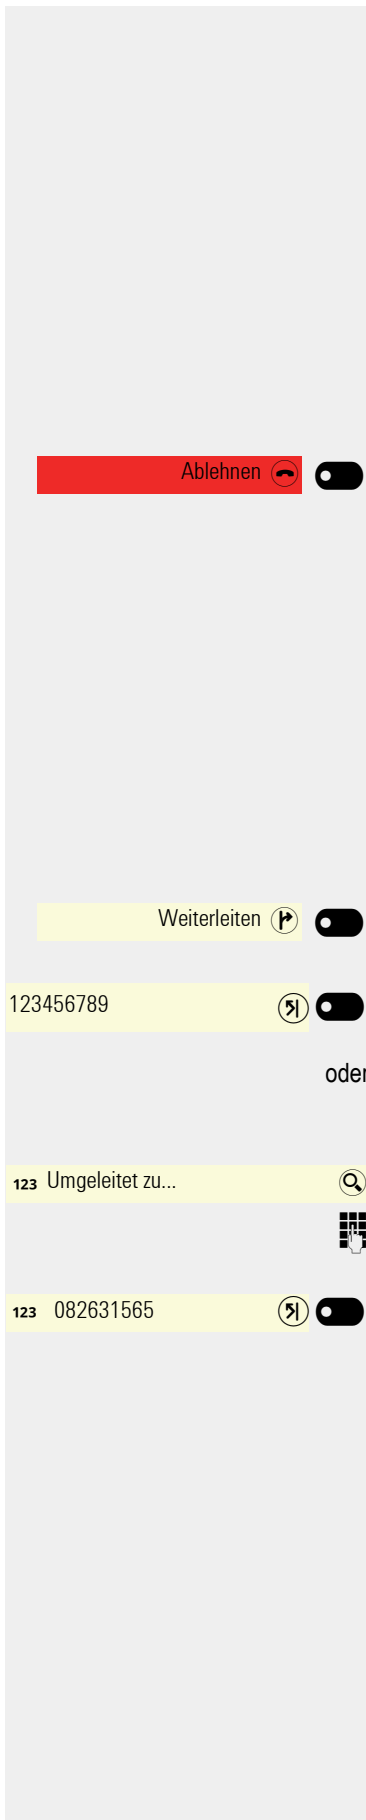 Ablehnen
Weiterleiten
123456789
oder
123 Umgeleitet zu...
123 082631565